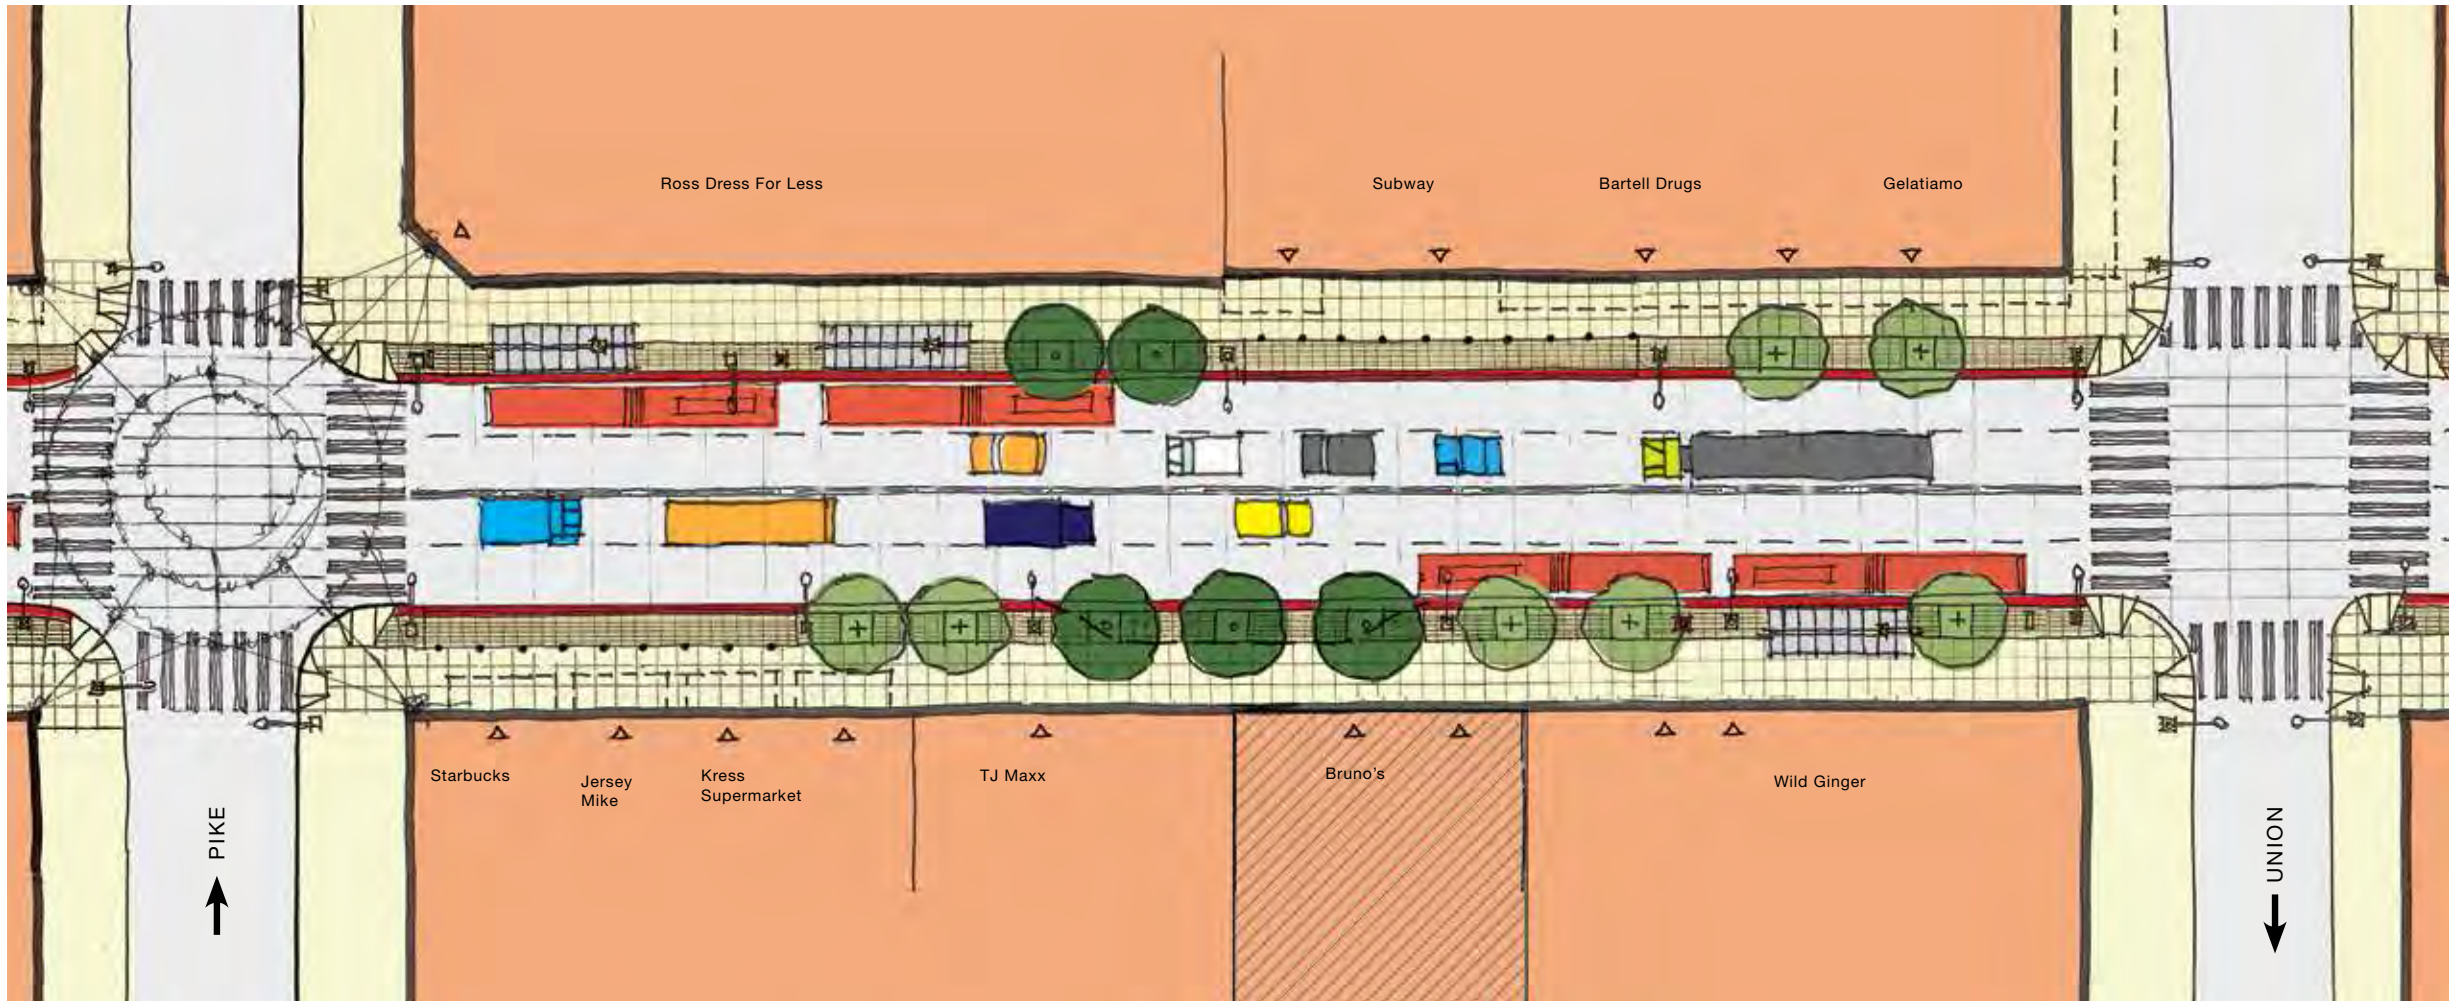 Ross Dress For Less
Subway
Bartell Drugs
Gelatiamo
Starbucks
Jersey
Mike
Kress
Supermarket
TJ Maxx
Bruno's
Wild Ginger
PIKE
UNION